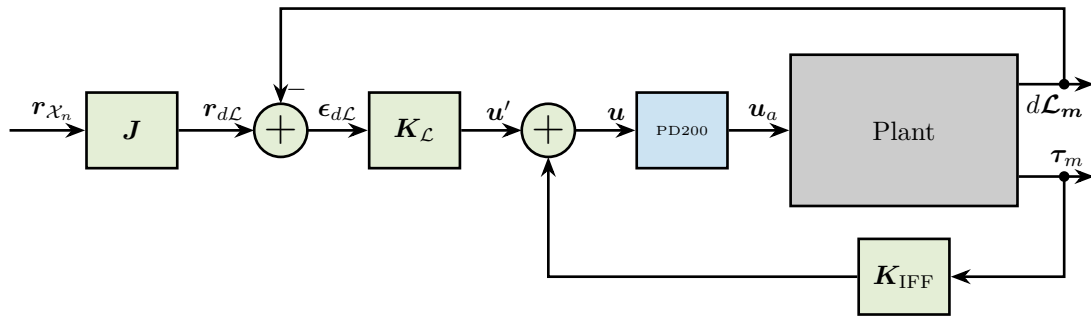 −
r_{𝒳_n} J r_{dℒ} + ϵ_{dℒ} K_ℒ u′ + u PD200 u_a Plant dℒ_m
τ_m
K_IFF